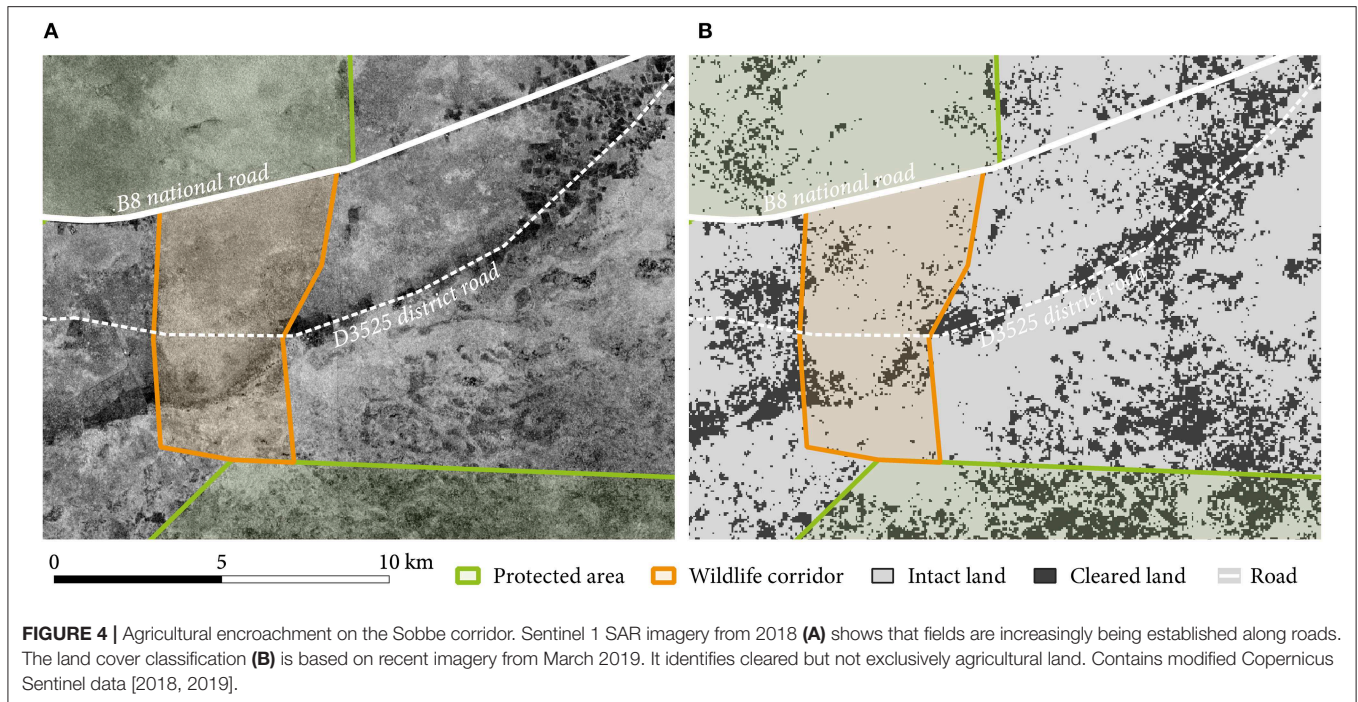 A
B
B8 national road
D3525 district road
B8 national road
D3525 district road
0 5 10 km
Protected area Wildlife corridor Intact land Cleared land Road
FIGURE 4 | Agricultural encroachment on the Sobbe corridor. Sentinel 1 SAR imagery from 2018 (A) shows that fields are increasingly being established along roads.
The land cover classification (B) is based on recent imagery from March 2019. It identifies cleared but not exclusively agricultural land. Contains modified Copernicus
Sentinel data [2018, 2019].